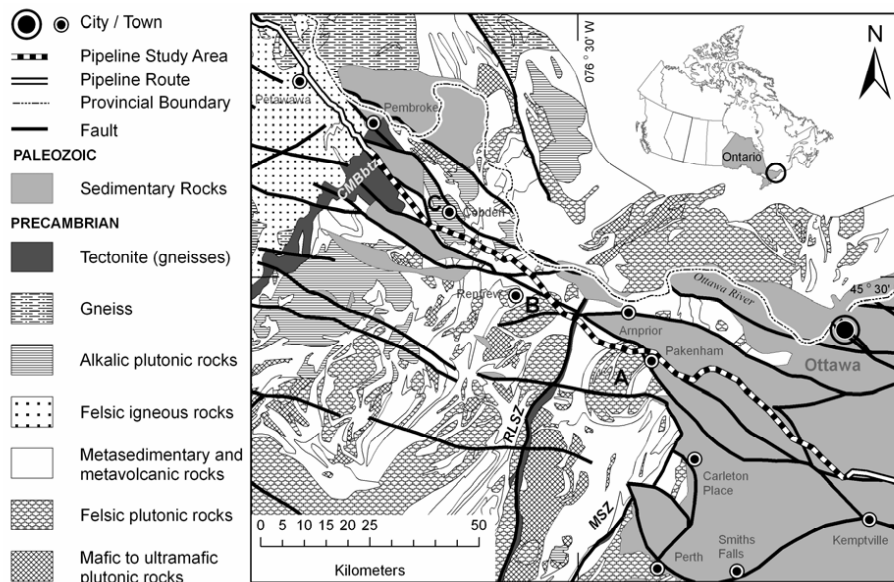 City / Town
Pipeline Study Area
Pipeline Route
Provincial Boundary
Fault
PALEOZOIC
Sedimentary Rocks
PRECAMBRIAN
Tectonite (gneisses)
Gneiss
Alkalic plutonic rocks
Felsic igneous rocks
Metasedimentary and
metavolcanic rocks
Felsic plutonic rocks
Mafic to ultramafic
plutonic rocks
076 ° 30' W
N
Ontario
Petawawa
Pembroke
CMBbtz
C
Cobden
Renfrew
B
Ottawa River
45 ° 30'
Arnprior
Ottawa
Pakenham
A
RLSZ
MSZ
Carleton
Place
Smiths
Falls
Perth
Kemptville
0 5 10 15 20 25 50
Kilometers